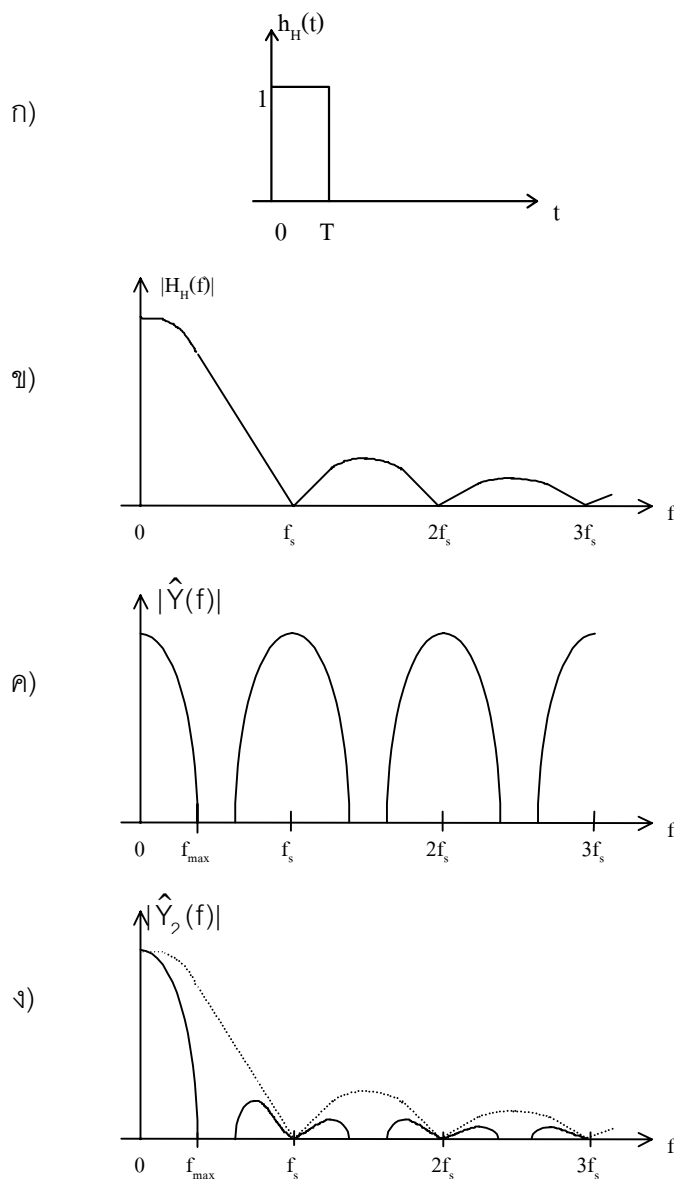 h_H(t)
1
ก)
t
0 T
|H_H(f)|
ข)
f
0 f_s 2f_s 3f_s
|Ŷ(f)|
ค)
f
0 f_max f_s 2f_s 3f_s
|Ŷ_2(f)|
ง)
f
0 f_max f_s 2f_s 3f_s